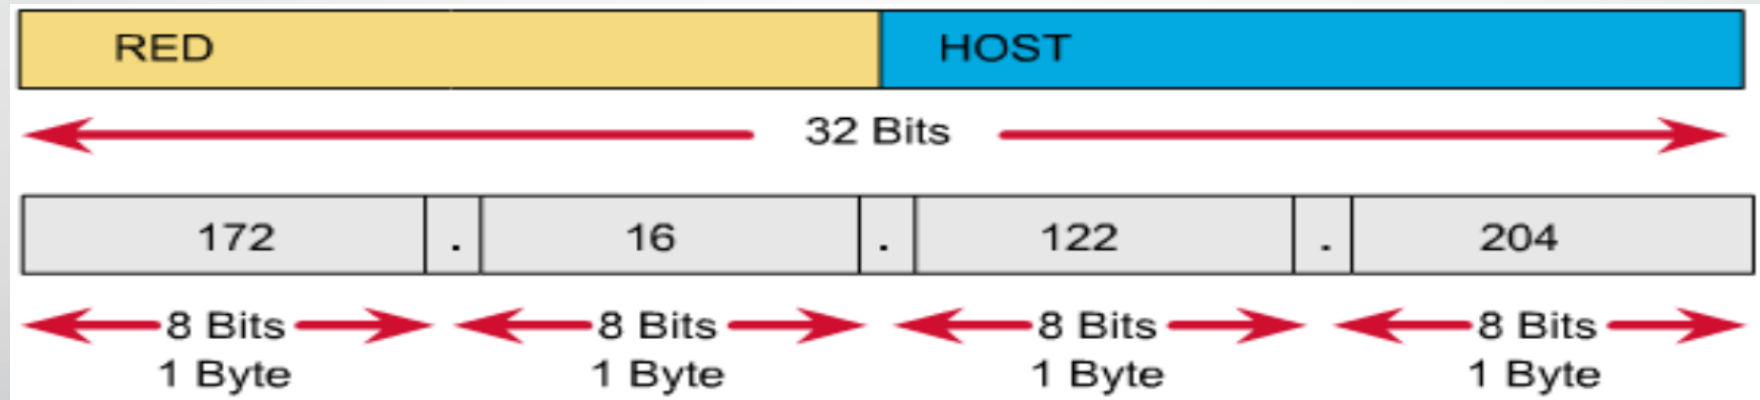 RED HOST
32 Bits
172 . 16 . 122 . 204
8 Bits 8 Bits 8 Bits 8 Bits
1 Byte 1 Byte 1 Byte 1 Byte